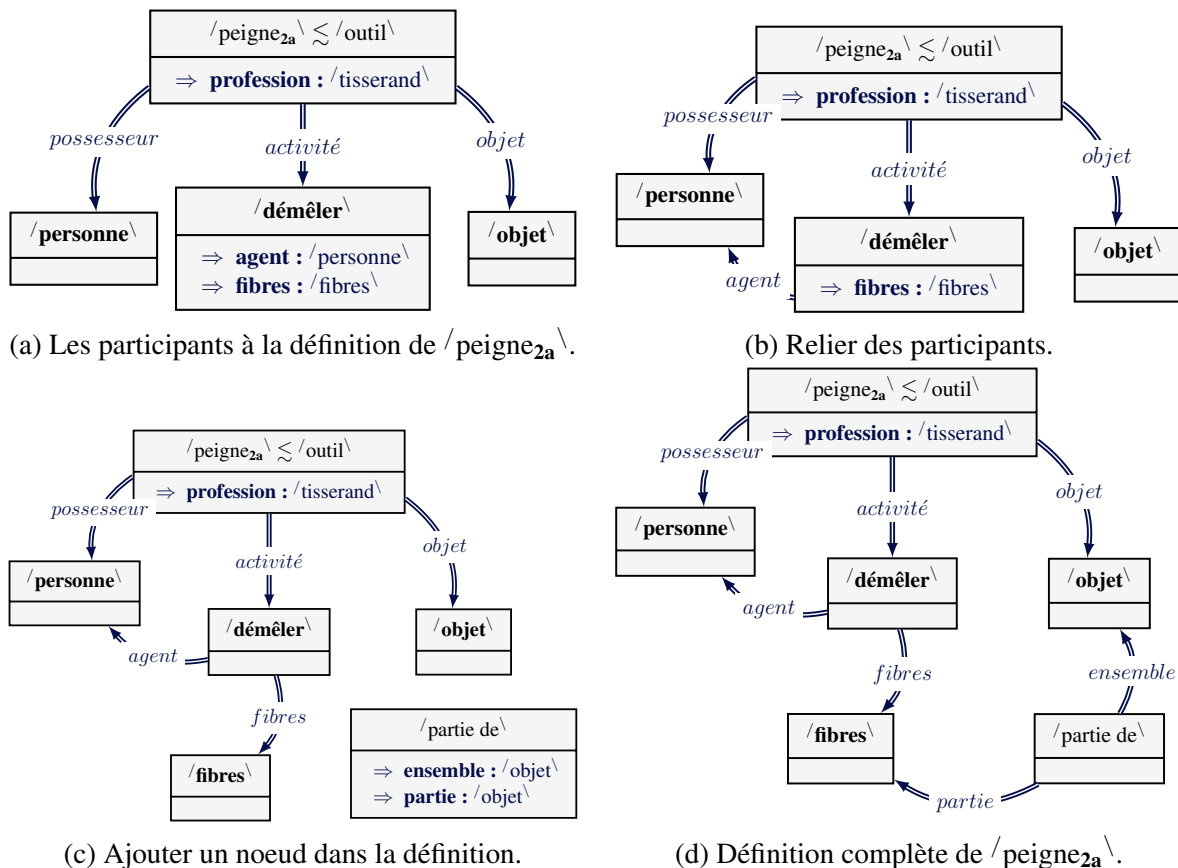 /peigne2a\ ≲ /outil\
⇒ profession : /tisserand\
possesseur
activité
objet
/personne\
/démêler\
⇒ agent : /personne\
⇒ fibres : /fibres\
/objet\
(a) Les participants à la définition de /peigne2a\.
/peigne2a\ ≲ /outil\
⇒ profession : /tisserand\
possesseur
activité
objet
/personne\
agent
/démêler\
⇒ fibres : /fibres\
/objet\
(b) Relier des participants.
/peigne2a\ ≲ /outil\
⇒ profession : /tisserand\
possesseur
activité
objet
/personne\
agent
/démêler\
/objet\
fibres
/fibres\
/partie de\
⇒ ensemble : /objet\
⇒ partie : /objet\
(c) Ajouter un noeud dans la définition.
/peigne2a\ ≲ /outil\
⇒ profession : /tisserand\
possesseur
activité
objet
/personne\
agent
/démêler\
/objet\
fibres
ensemble
/fibres\
/partie de\
partie
(d) Définition complète de /peigne2a\.